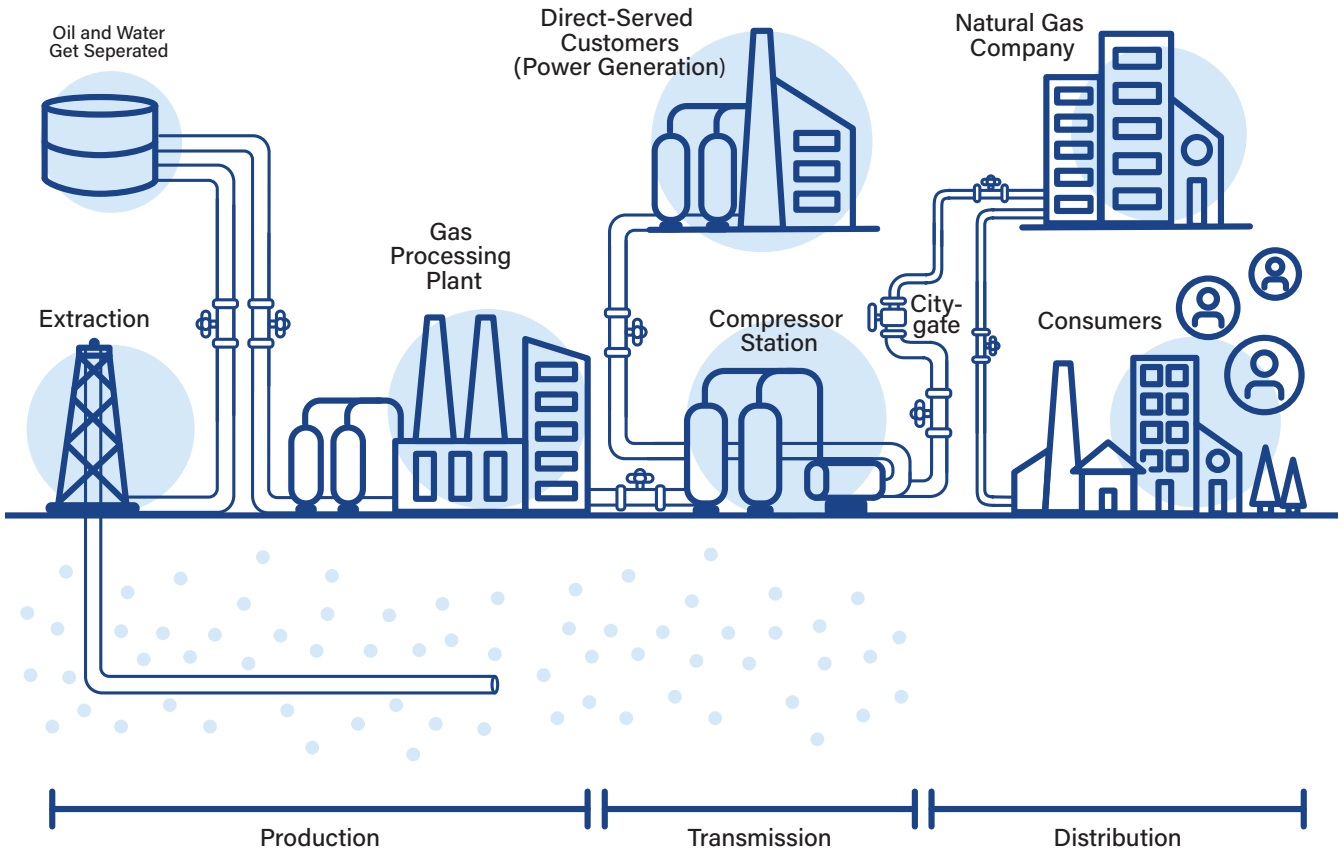 Oil and Water
Get Seperated
Direct-Served
Customers
(Power Generation)
Natural Gas
Company
Gas
Processing
Plant
Extraction
Compressor
Station
City-
gate
Consumers
Production
Transmission
Distribution